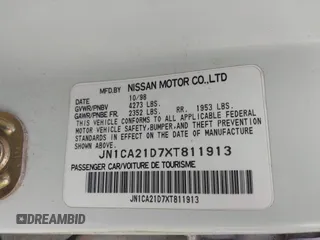 MFD.BY NISSAN MOTOR CO.,LTD
DATE 10/98
GVWR/PNBV 4273 LBS.
GAWR/PNBE FR. 2352 LBS. RR. 1953 LBS.
THIS VEHICLE CONFORMS TO ALL APPLICABLE FEDERAL
MOTOR VEHICLE SAFETY,BUMPER,AND THEFT PREVENTION
STANDARDS IN EFFECT ON THE DATE OF MANUFACTURE
SHOWN ABOVE.
JN1CA21D7XT811913
PASSENGER CAR/VOITURE DE TOURISME
JN1CA21D7XT811913
DREAMBID